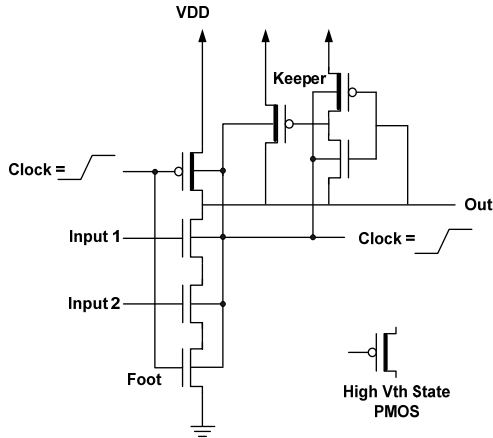 VDD
Keeper
Clock =
Out
Input 1
Clock =
Input 2
Foot
High Vth State
PMOS